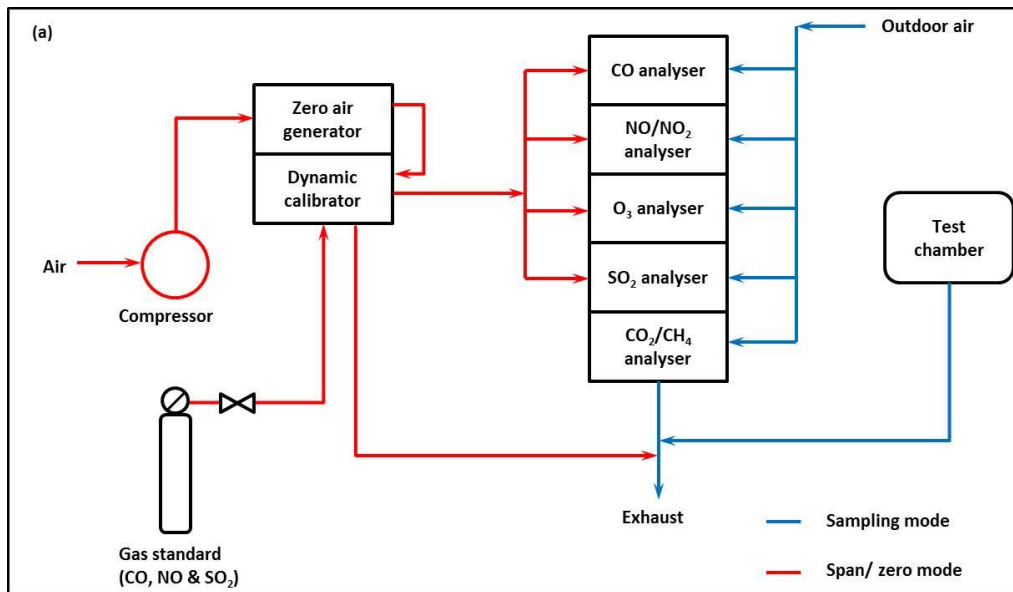 (a)
Outdoor air
CO analyser
Zero air
generator
NO/NO₂
analyser
Dynamic
calibrator
O₃ analyser
Test
chamber
Air
SO₂ analyser
Compressor
CO₂/CH₄
analyser
Exhaust
Sampling mode
Gas standard
(CO, NO & SO₂)
Span/ zero mode